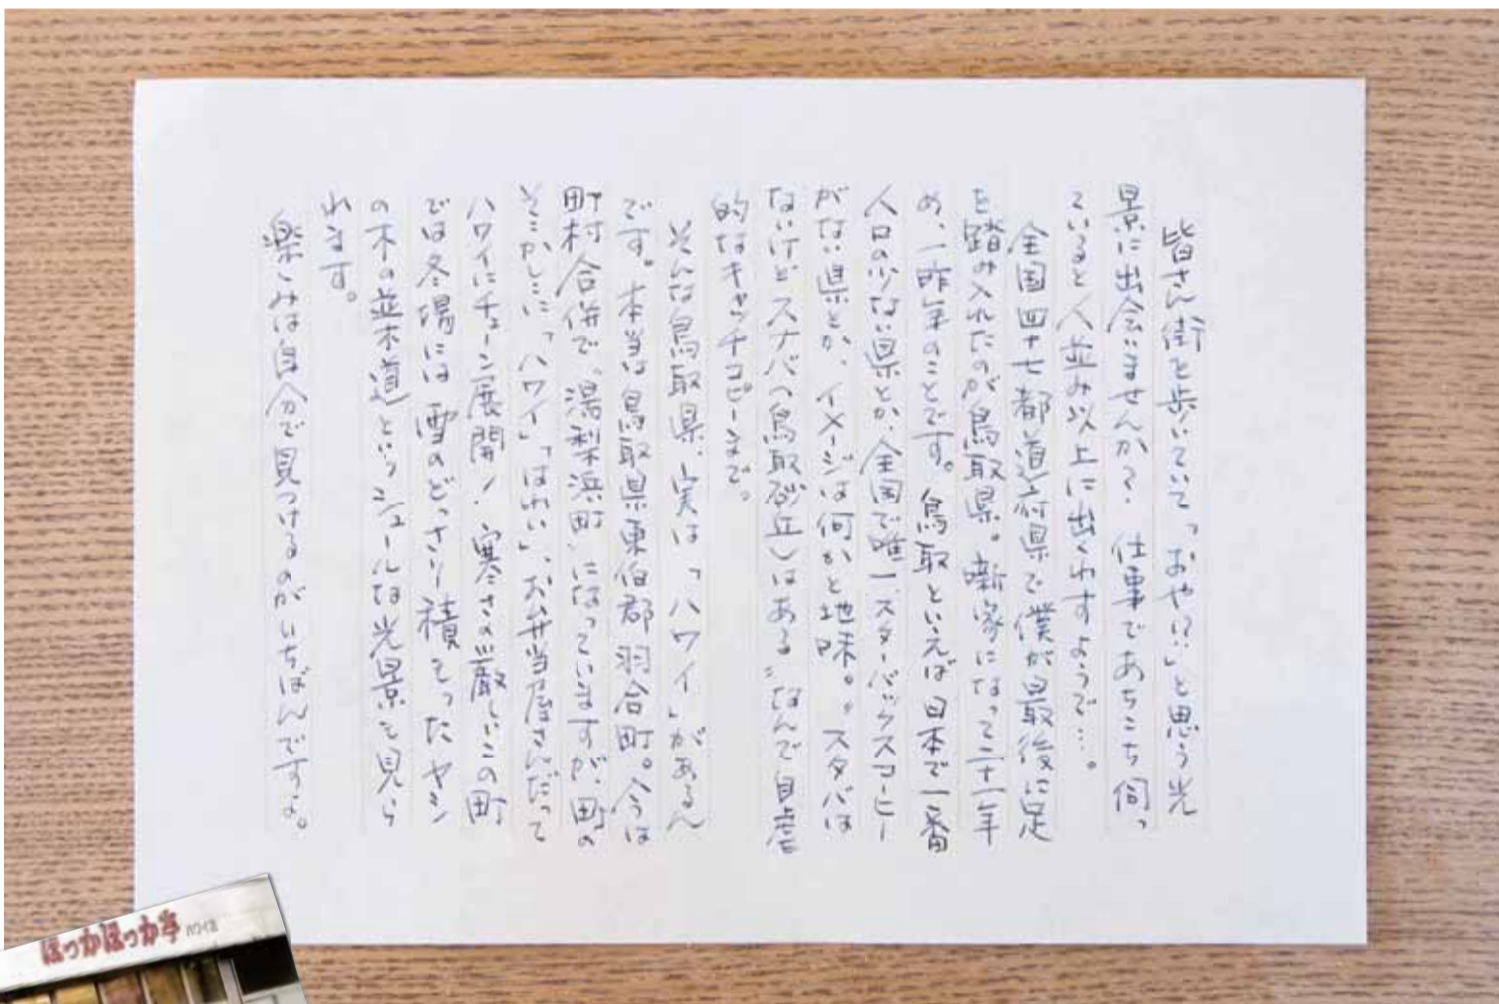 皆さん街を歩いていて「おや!?」と思う光
景に出会いませんか? 仕事であちこち伺っ
ていると人並み以上に出くわすようで…。
全国四十七都道府県で僕が最後に足
を踏み入れたのが鳥取県。噺家になって二十一年
め、一昨年のことです。鳥取といえば日本で一番
人口の少ない県とか、全国で唯一スターバックスコーヒー
がない県とか、イメージは何かと地味。〝スタバは
ないけどスナバ(鳥取砂丘)はある〟なんで自虐
的なキャッチコピーまで。
そんな鳥取県、実は「ハワイ」があるん
です。本当は鳥取県東伯郡羽合町。今は
町村合併で〝湯梨浜町〟になっていますが、町の
そこかしこに「ハワイ」「はわい」、お弁当屋さんだって
ハワイにチェーン展開! 寒さの厳しいこの町
では冬場には雪のどっさり積もったヤシ
の木の並木道というシュールな光景も見ら
れます。
楽しみは自分で見つけるのがいちばんですよ。
ほっかほっか亭 ハワイ店